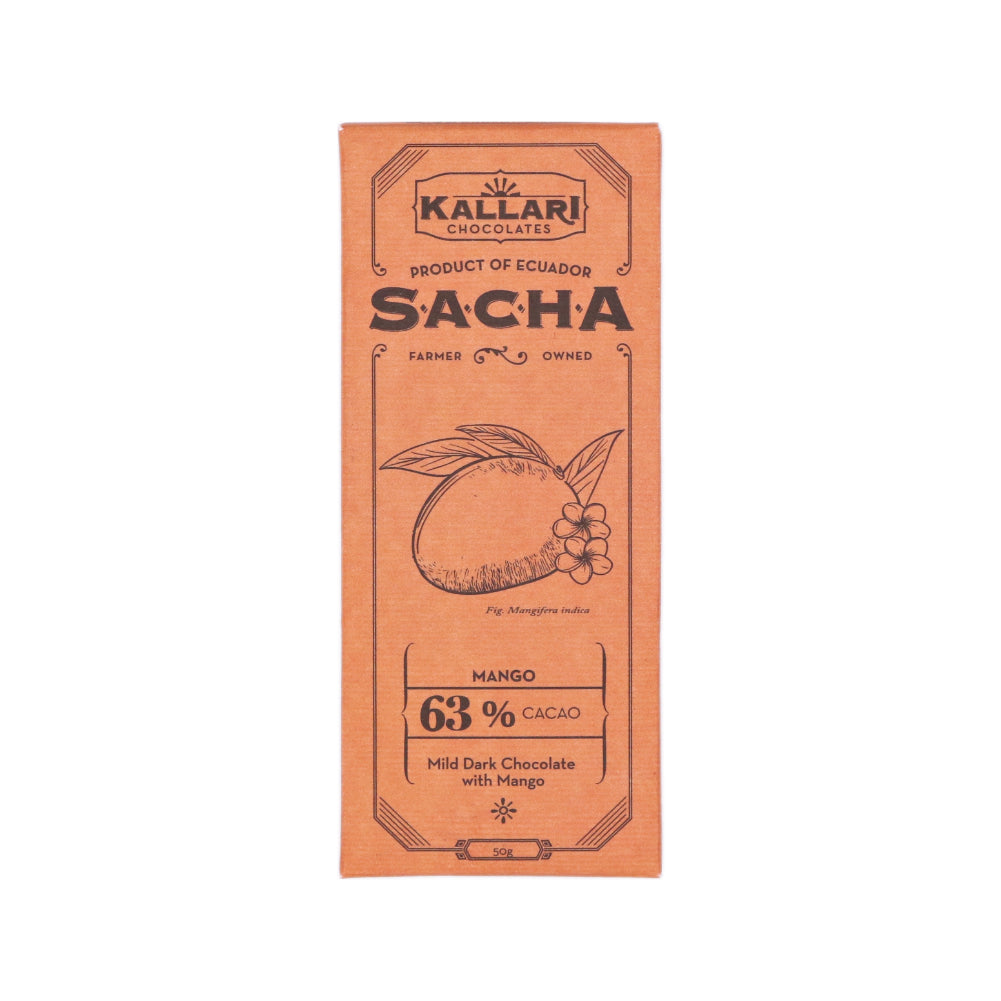 KALLARI
CHOCOLATES
PRODUCT OF ECUADOR
S·A·C·H·A
FARMER OWNED
Fig. Mangifera indica
MANGO
63 % CACAO
Mild Dark Chocolate
with Mango
50g